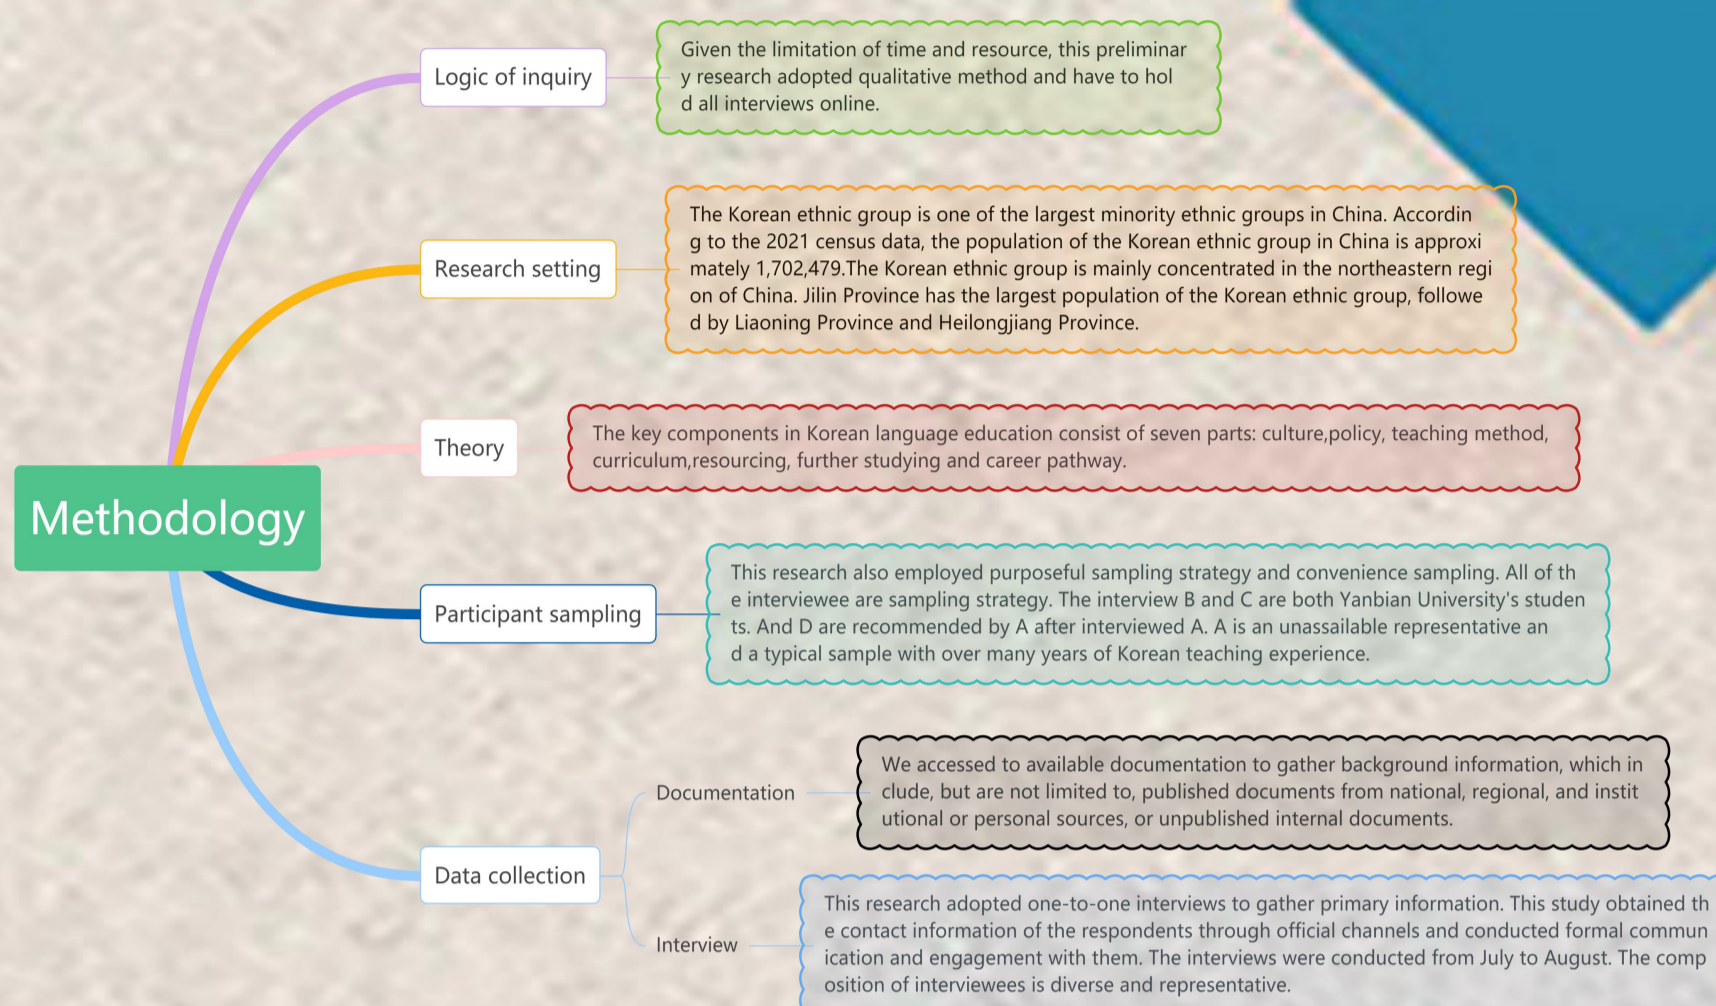 Logic of inquiry
Given the limitation of time and resource, this preliminar
y research adopted qualitative method and have to hol
d all interviews online.
Research setting
The Korean ethnic group is one of the largest minority ethnic groups in China. Accordin
g to the 2021 census data, the population of the Korean ethnic group in China is approxi
mately 1,702,479.The Korean ethnic group is mainly concentrated in the northeastern regi
on of China. Jilin Province has the largest population of the Korean ethnic group, followe
d by Liaoning Province and Heilongjiang Province.
Theory
The key components in Korean language education consist of seven parts: culture,policy, teaching method,
curriculum,resourcing, further studying and career pathway.
Methodology
Participant sampling
This research also employed purposeful sampling strategy and convenience sampling. All of th
e interviewee are sampling strategy. The interview B and C are both Yanbian University's studen
ts. And D are recommended by A after interviewed A. A is an unassailable representative an
d a typical sample with over many years of Korean teaching experience.
Data collection
Documentation
We accessed to available documentation to gather background information, which in
clude, but are not limited to, published documents from national, regional, and instit
utional or personal sources, or unpublished internal documents.
Interview
This research adopted one-to-one interviews to gather primary information. This study obtained th
e contact information of the respondents through official channels and conducted formal commun
ication and engagement with them. The interviews were conducted from July to August. The comp
osition of interviewees is diverse and representative.